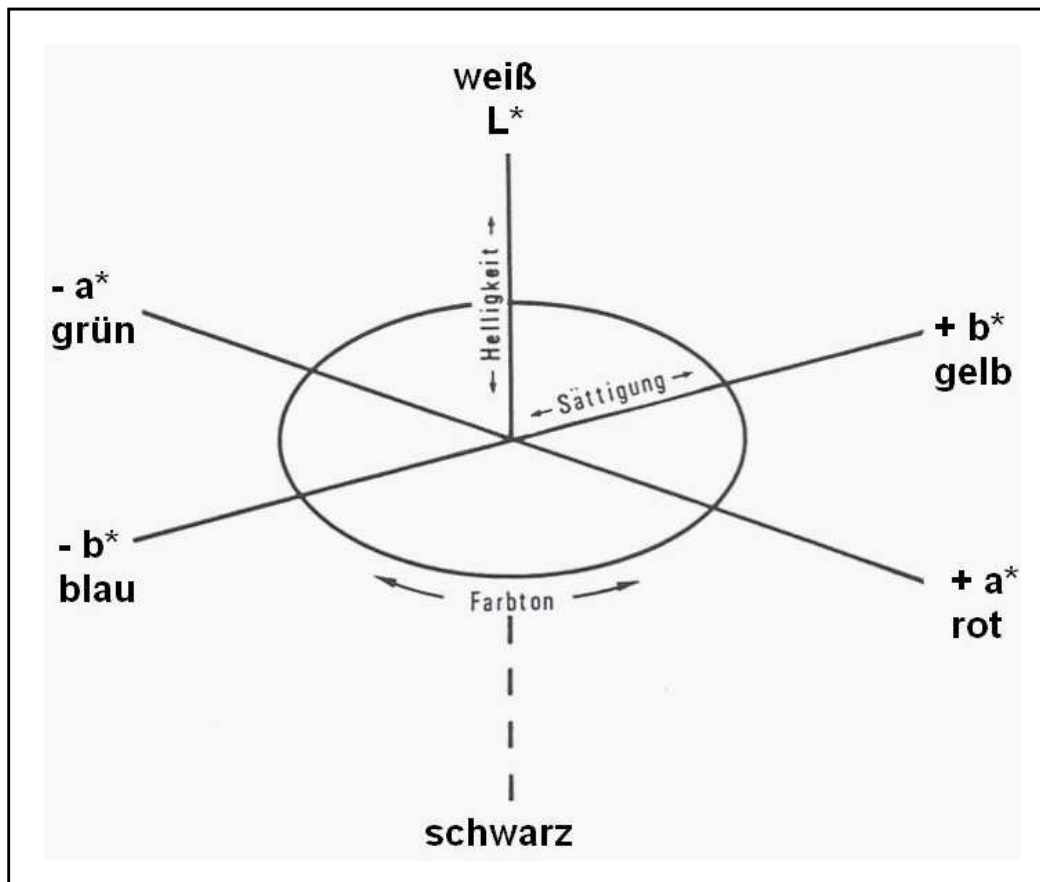 weiß
L*
Helligkeit
- a*
grün
+ b*
gelb
Sättigung
- b*
blau
+ a*
rot
Farbton
schwarz